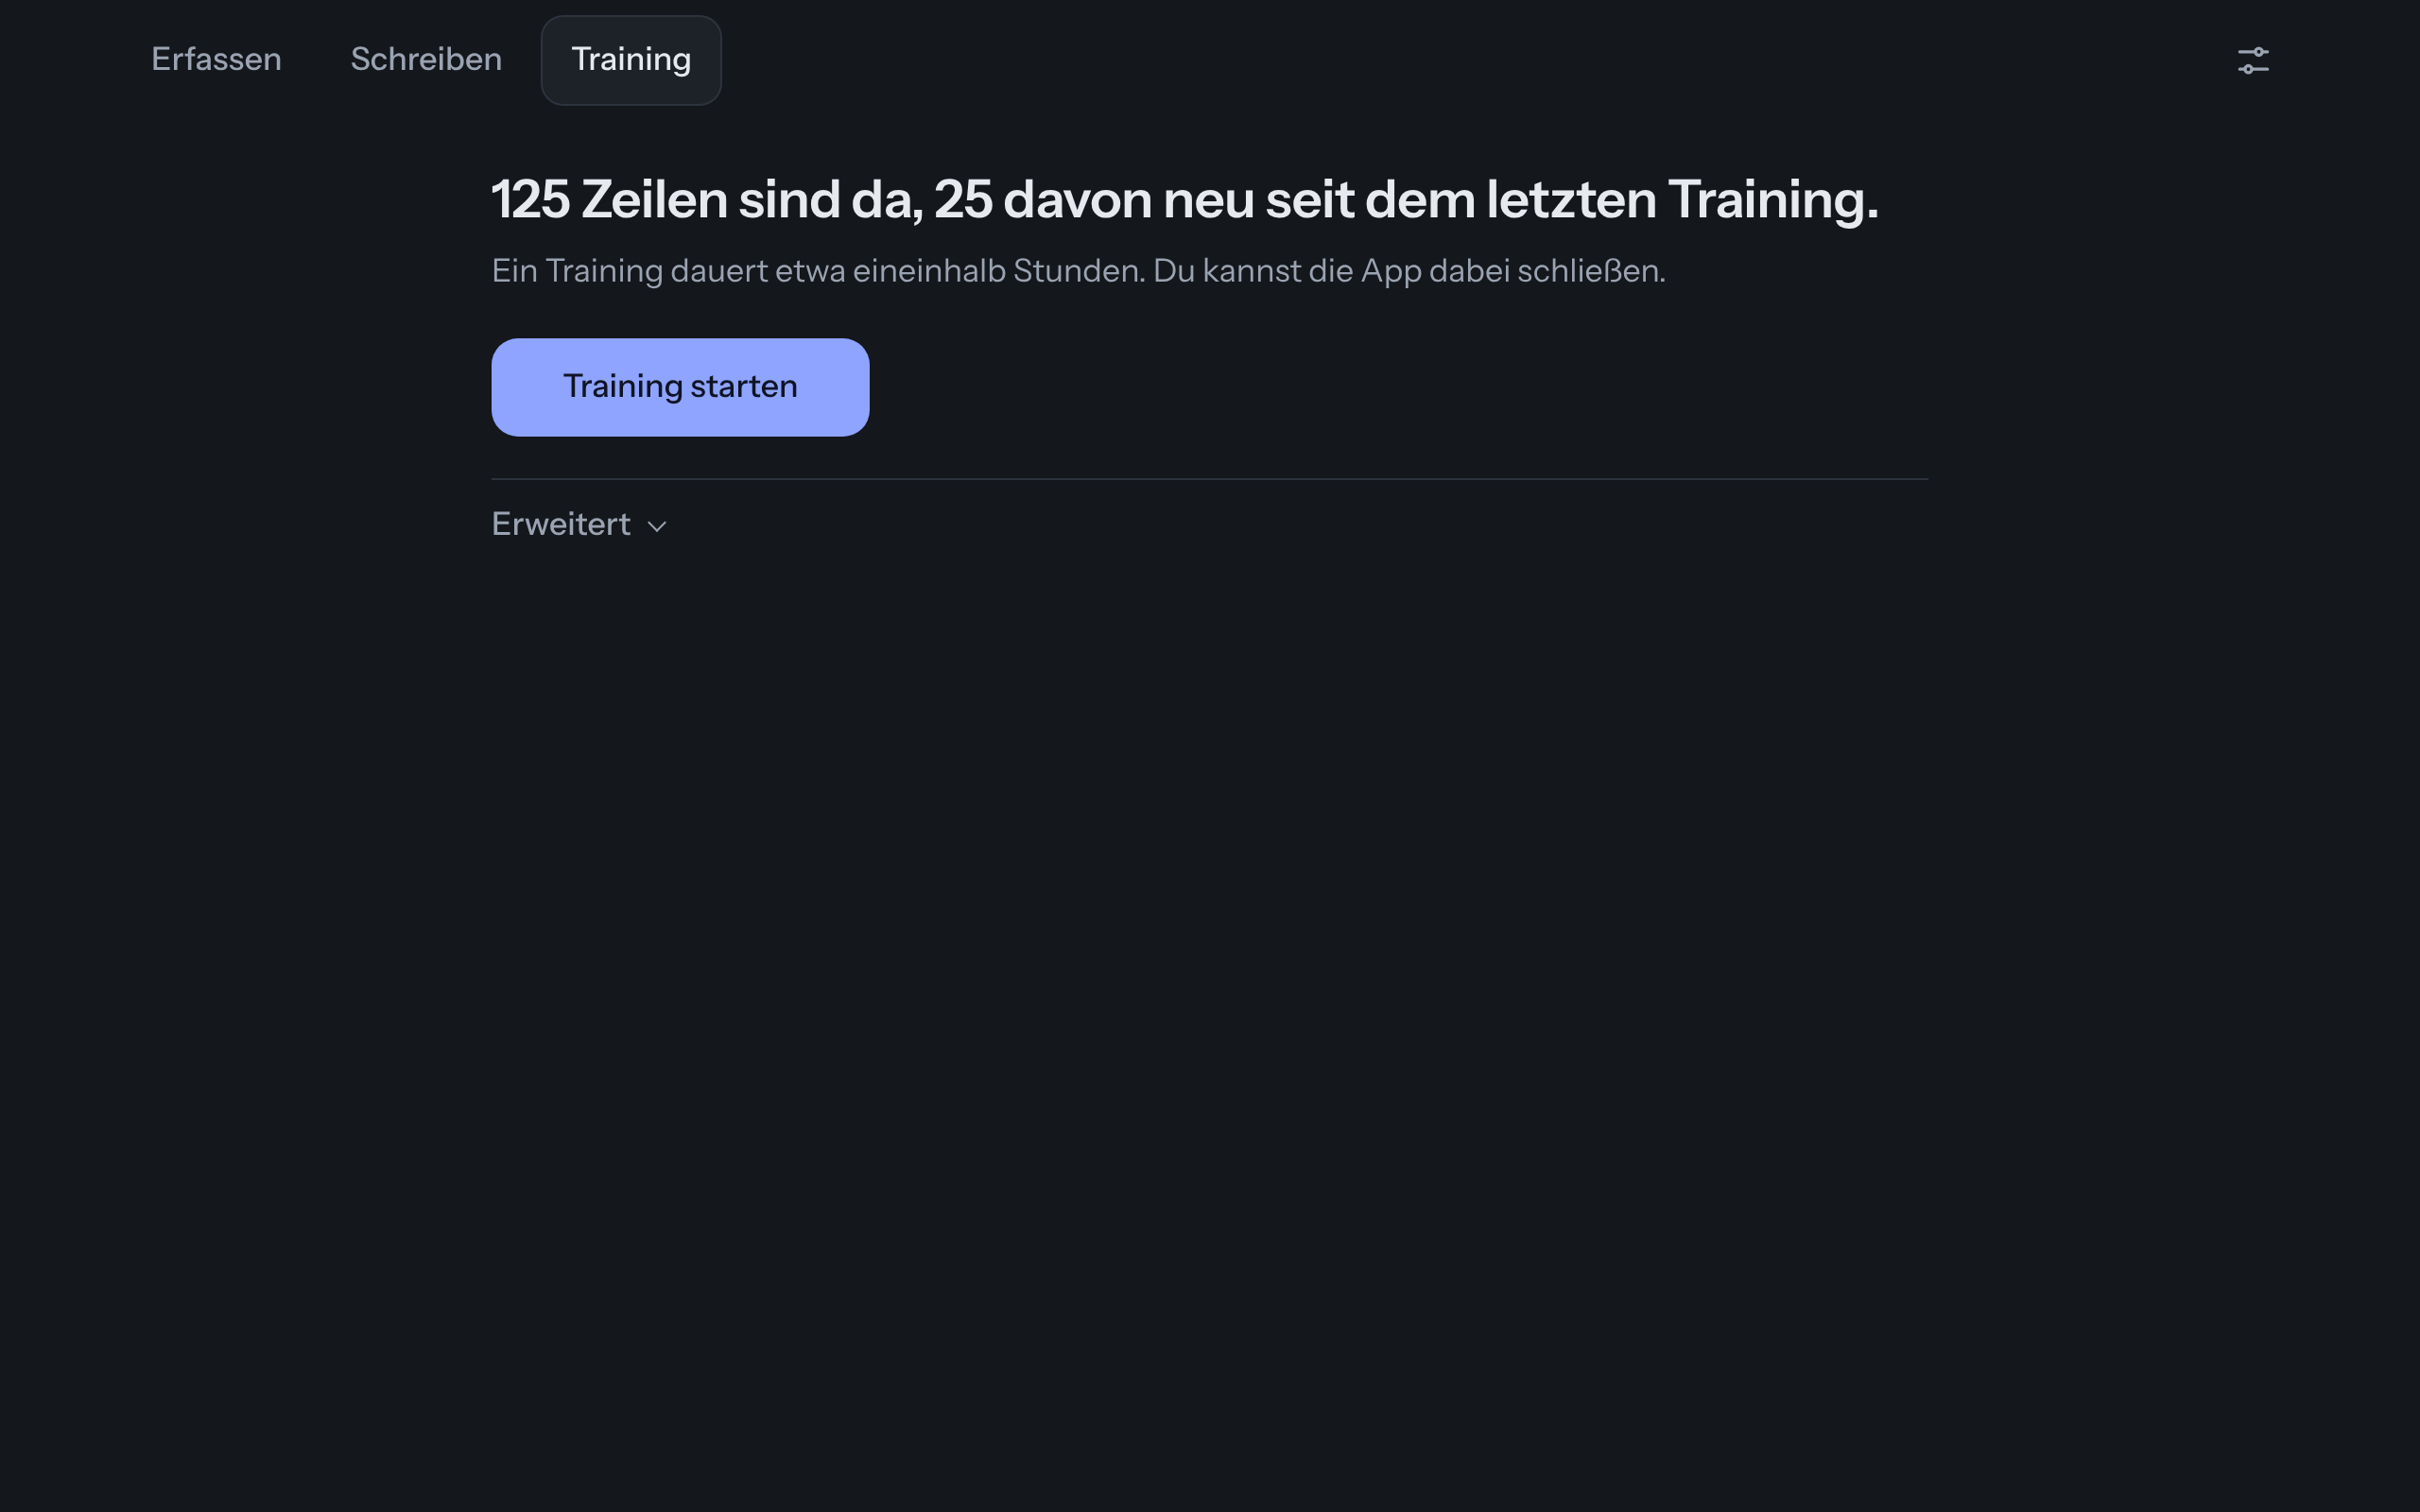 Erfassen Schreiben Training
125 Zeilen sind da, 25 davon neu seit dem letzten Training.
Ein Training dauert etwa eineinhalb Stunden. Du kannst die App dabei schließen.
Training starten
Erweitert